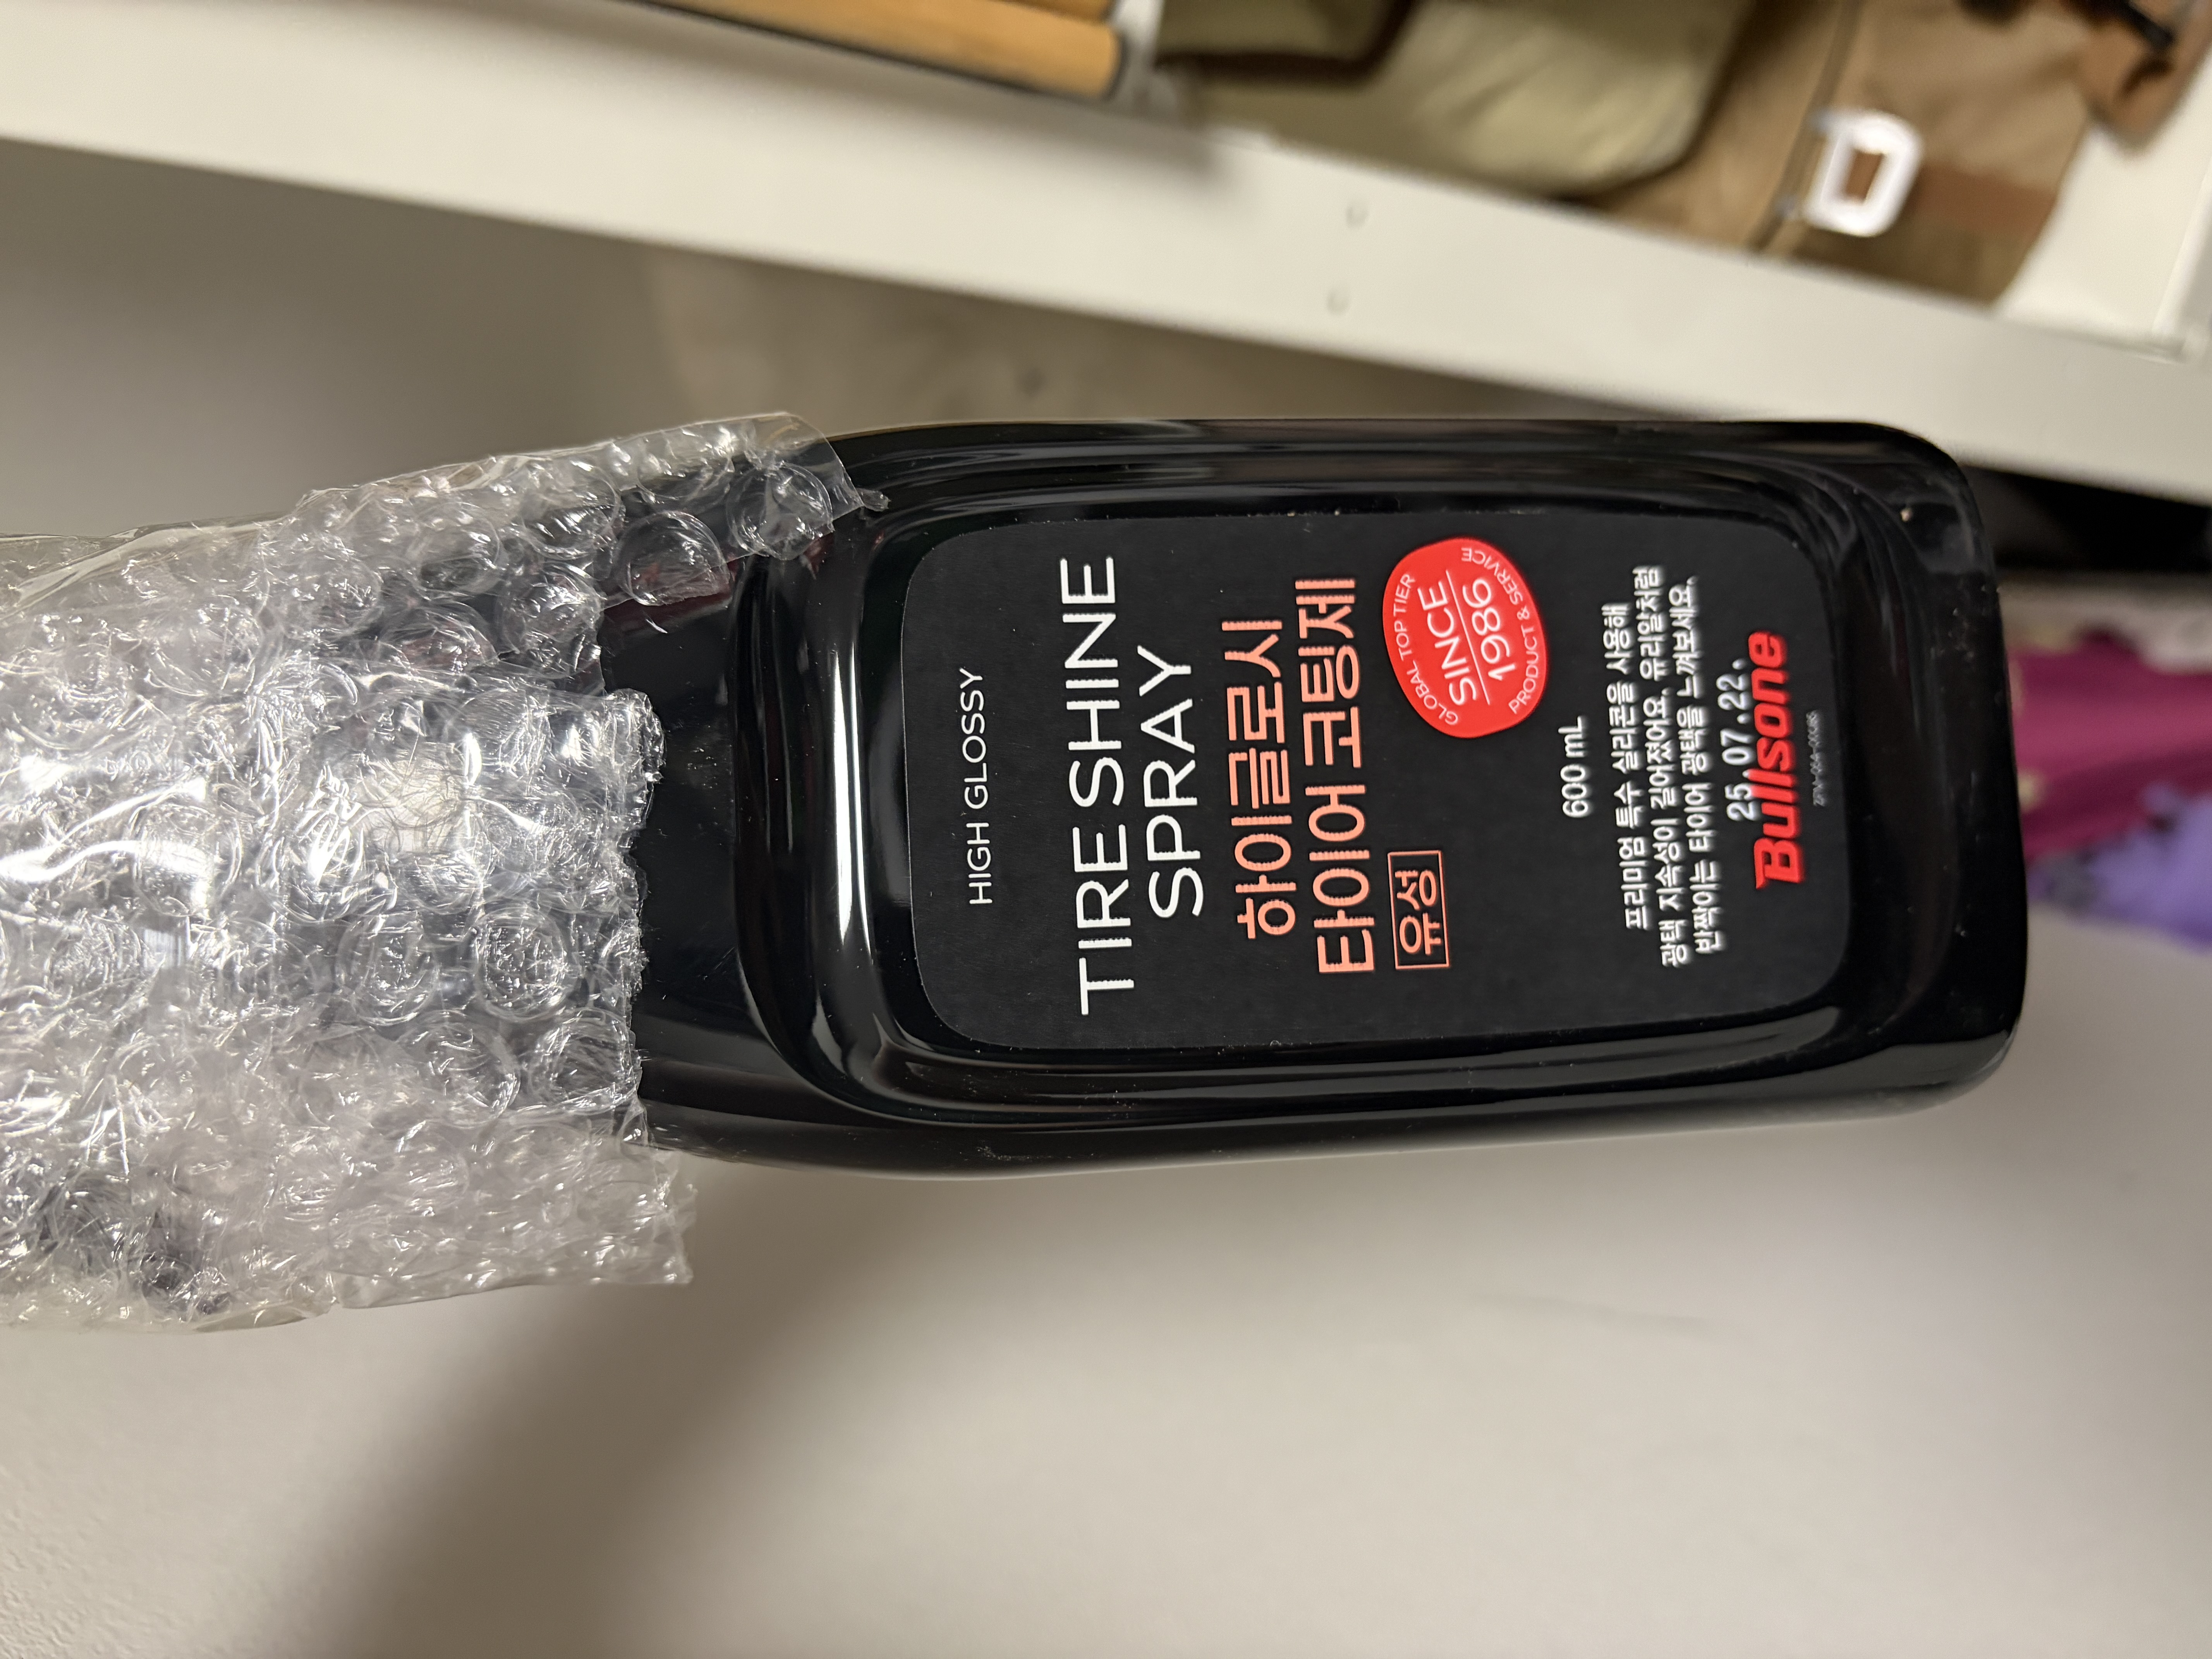 HIGH GLOSSY
TIRE SHINE
SPRAY
하이글로시
타이어 코팅제
유성
GLOBAL TOP TIER
SINCE
1986
PRODUCT & SERVICE
600 mL
프리미엄 특수 실리콘을 사용해
광택 지속성이 길어졌어요. 유리알처럼
반짝이는 타이어 광택을 느껴보세요.
25.07.22.
Bullsone